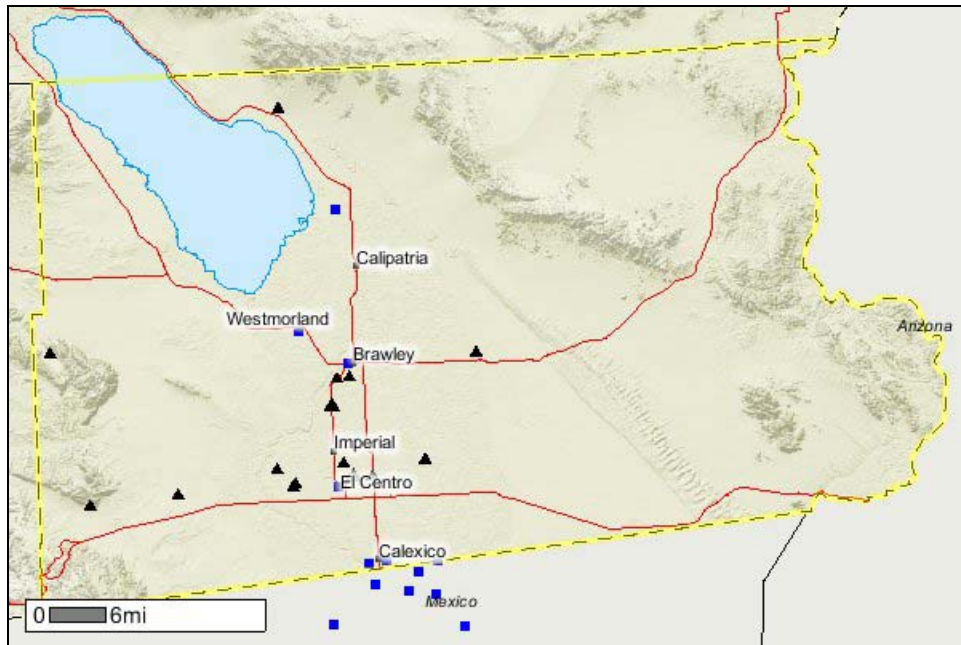 Calipatria
Westmorland
Arizona
Brawley
Imperial
El Centro
Calexico
Mexico
0 6mi